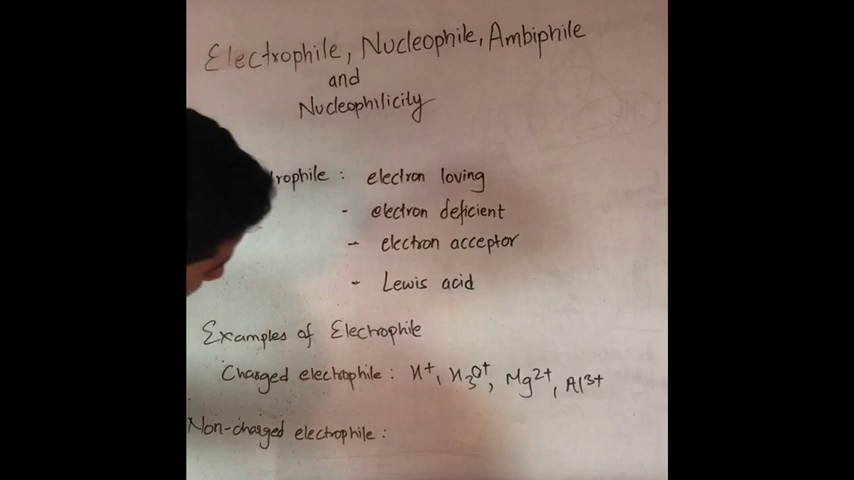 Electrophile, Nucleophile, Ambiphile
and
Nucleophilicity
trophile : electron loving
- electron deficient
- electron acceptor
- Lewis acid
Examples of Electrophile
Charged electrophile : H⁺, H₃O⁺, Mg²⁺, Al³⁺
Non-charged electrophile :